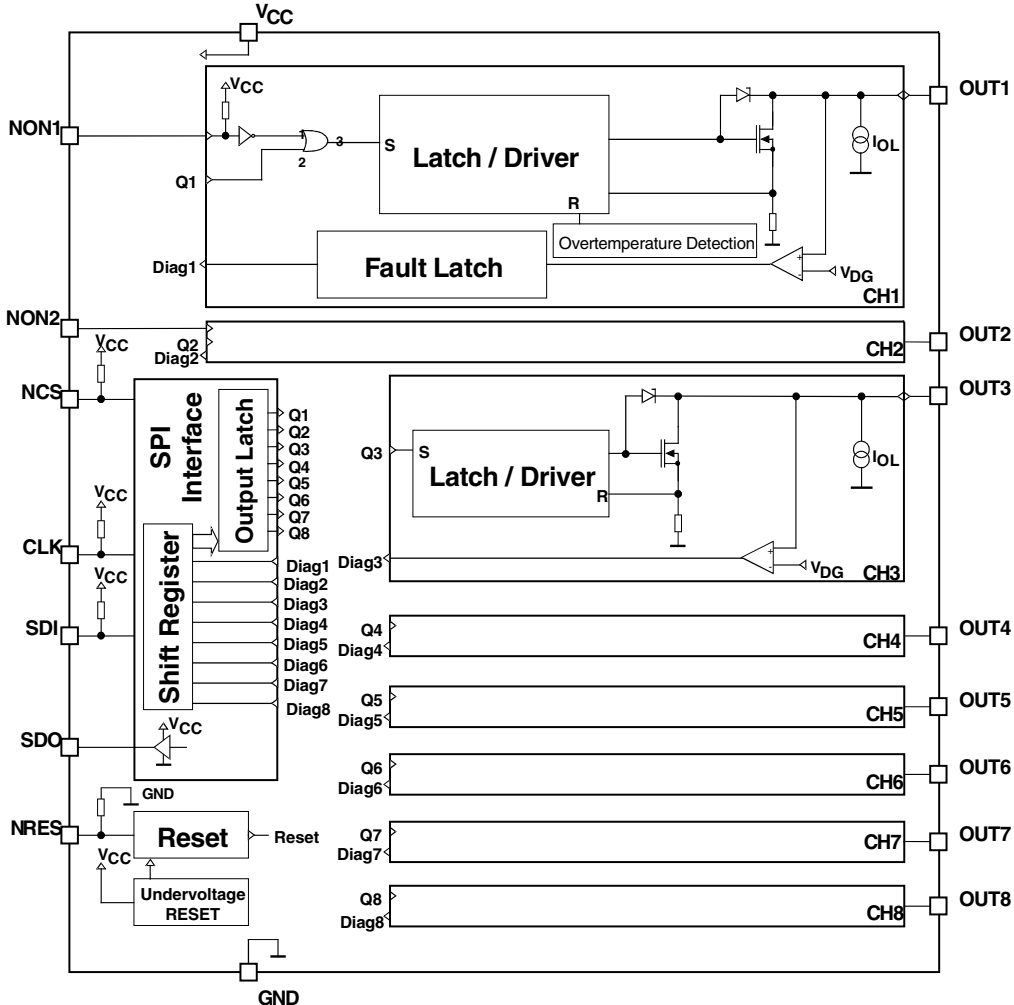 VCC
OUT1
VCC
NON1
1
3
2
S
Latch / Driver
IOL
Q1
R
Overtemperature Detection
Diag1
Fault Latch
+
-
VDG
CH1
NON2
Q2
Diag2
CH2
OUT2
VCC
NCS
SPI
Interface
Output Latch
Q1
Q2
Q3
Q4
Q5
Q6
Q7
Q8
OUT3
Q3
S
Latch / Driver
R
IOL
Diag3
+
-
VDG
CH3
VCC
CLK
VCC
SDI
Shift Register
Diag1
Diag2
Diag3
Diag4
Diag5
Diag6
Diag7
Diag8
Q4
Diag4
CH4
OUT4
Q5
Diag5
CH5
OUT5
VCC
SDO
Q6
Diag6
CH6
OUT6
GND
NRES
Reset
Reset
Q7
Diag7
CH7
OUT7
VCC
Undervoltage
RESET
Q8
Diag8
CH8
OUT8
GND